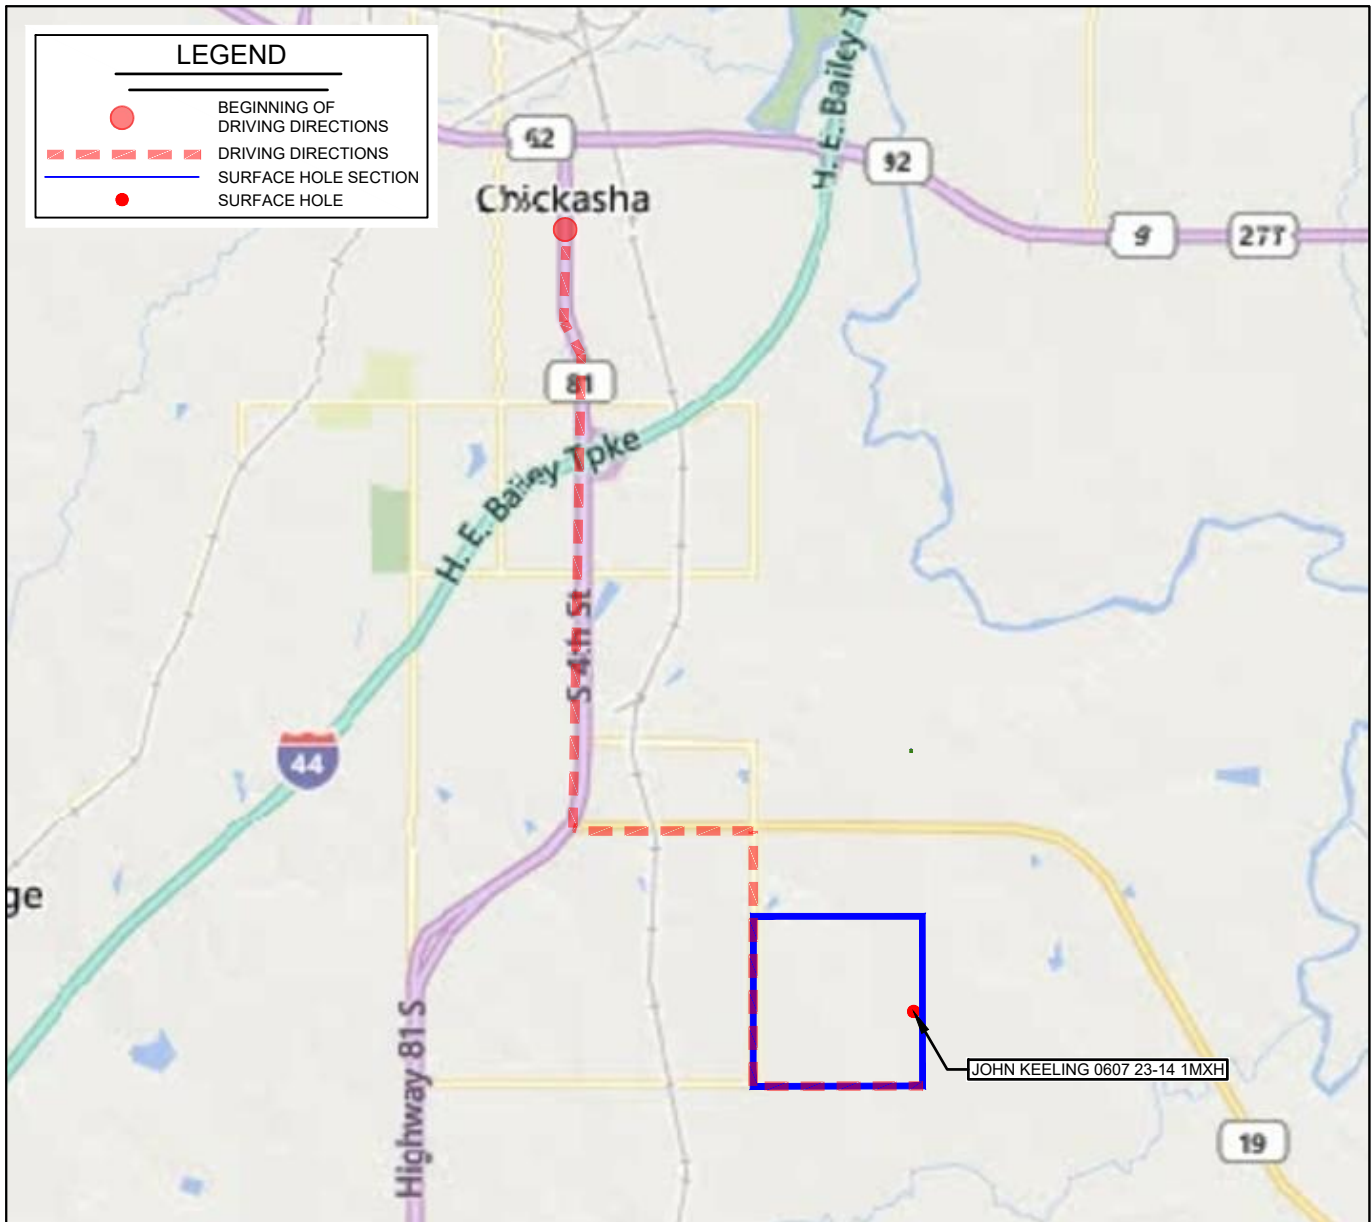 LEGEND
BEGINNING OF
DRIVING DIRECTIONS
DRIVING DIRECTIONS
SURFACE HOLE SECTION
SURFACE HOLE
H. E. Bailey T
62
92
Chickasha
9
277
81
H. E. Bailey Tpke
S 4th St
44
ge
Highway 81 S
JOHN KEELING 0607 23-14 1MXH
19